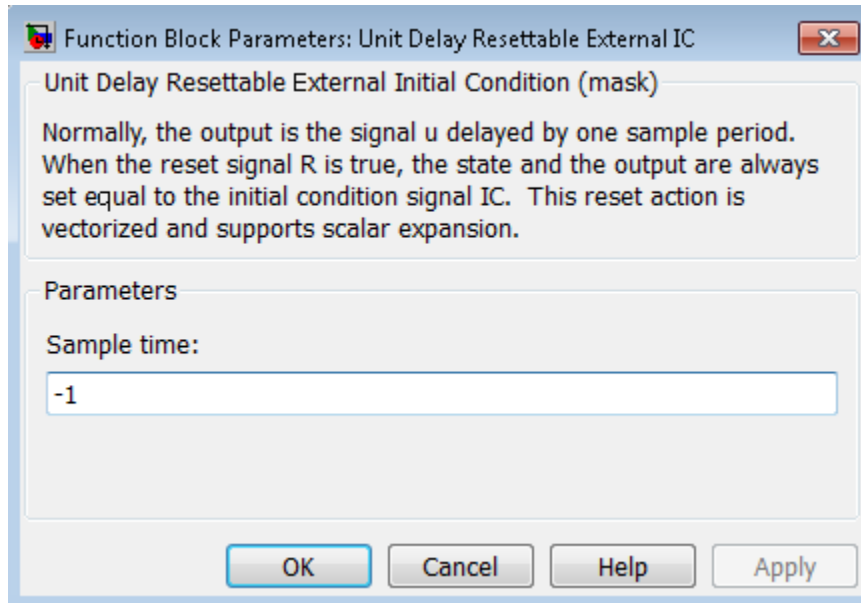 Function Block Parameters: Unit Delay Resettable External IC
Unit Delay Resettable External Initial Condition (mask)
Normally, the output is the signal u delayed by one sample period.
When the reset signal R is true, the state and the output are always
set equal to the initial condition signal IC.  This reset action is
vectorized and supports scalar expansion.
Parameters
Sample time:
-1
OK Cancel Help Apply